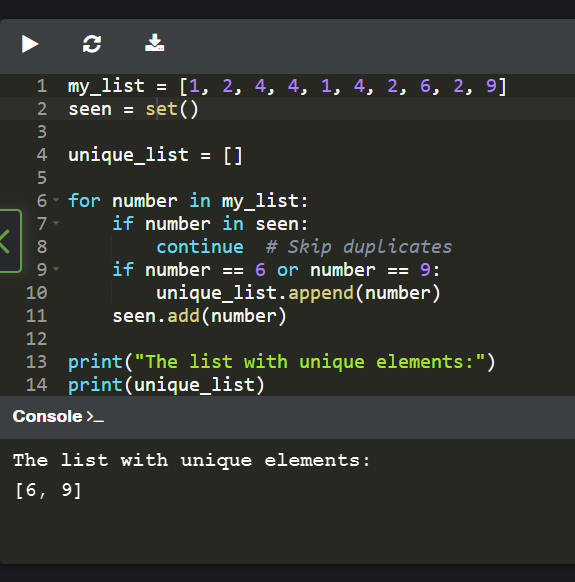 1 my_list = [1, 2, 4, 4, 1, 4, 2, 6, 2, 9]
2 seen = set()
3
4 unique_list = []
5
6 for number in my_list:
7     if number in seen:
8         continue  # Skip duplicates
9     if number == 6 or number == 9:
10         unique_list.append(number)
11     seen.add(number)
12
13 print("The list with unique elements:")
14 print(unique_list)
Console >_
The list with unique elements:
[6, 9]